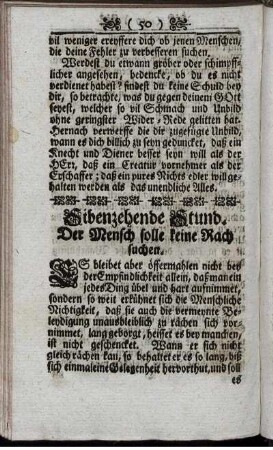 ( 50 )
vil weniger ereyffere dich ob jenen Menschen,
die deine Fehler zu verbesseren suchen.
Werdest du etwann gröber oder schimpff-
licher angesehen, bedencke, ob du es nicht
verdienet habest? findest du keine Schuld bey
dir, so betrachte, was du gegen deinem GOtt
seyest, welcher so vil Schmach und Unbild
ohne geringster Wider-Rede gelitten hat.
Hernach verwerffe die dir zugefügte Unbild,
wann es dich billich zu seyn geduncket, daß ein
Knecht und Diener besser seyn will als der
HErr, daß ein Creatur vornehmer als der
Erschaffer; daß ein pures Nichts edler will ge-
halten werden als das unendliche Alles.
Sibenzehende Stund.
Der Mensch solle keine Rach
suchen.
ES bleibet aber öffermahlen nicht bey
der Empfindlichkeit allein, daß man ein
jedes Ding übel und hart aufnimmet,
sondern so weit erkühnet sich die Menschliche
Nichtigkeit, daß sie auch die vermeynte Be-
leydigung unausbleiblich zu rächen sich vor-
nimmet, lang geborgt, heisset es bey manchen,
ist nicht geschencket. Wann er sich nicht
gleich rächen kan, so behaltet er es so lang, biß
sich einmal eine Gelegenheit hervorthut, und soll
es